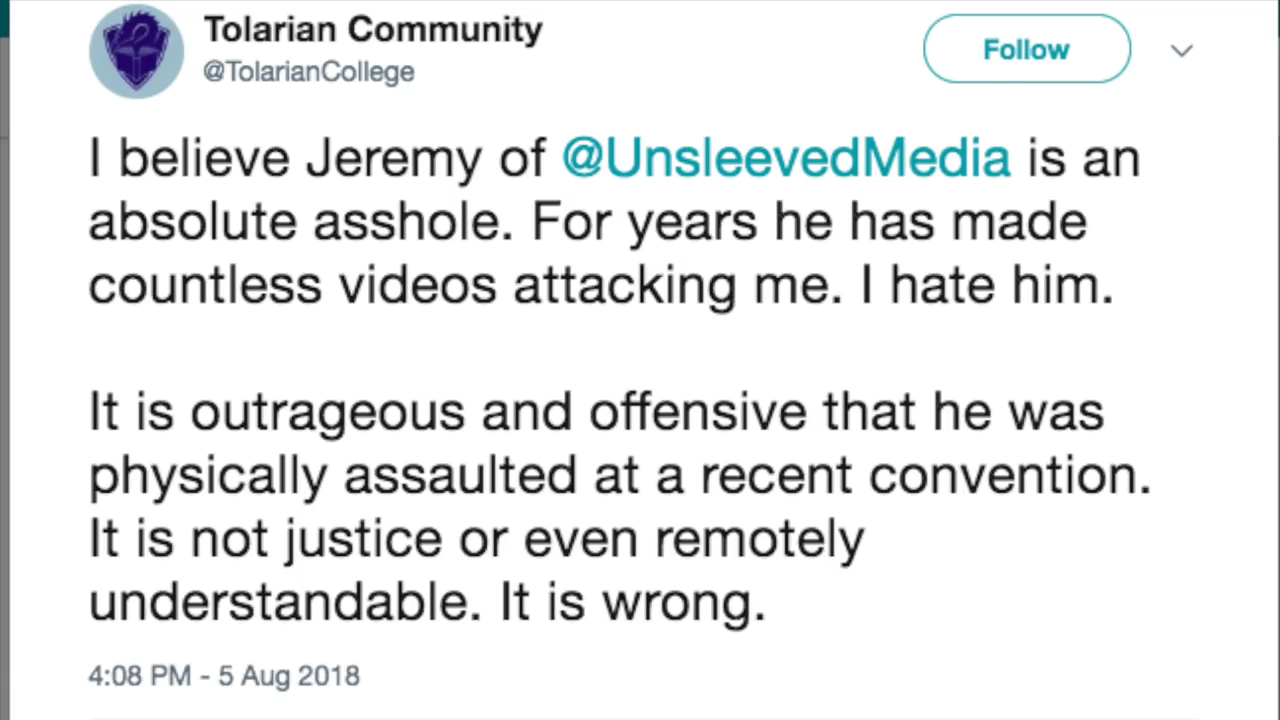 Tolarian Community
@TolarianCollege
Follow
I believe Jeremy of @UnsleevedMedia is an
absolute asshole. For years he has made
countless videos attacking me. I hate him.
It is outrageous and offensive that he was
physically assaulted at a recent convention.
It is not justice or even remotely
understandable. It is wrong.
4:08 PM - 5 Aug 2018